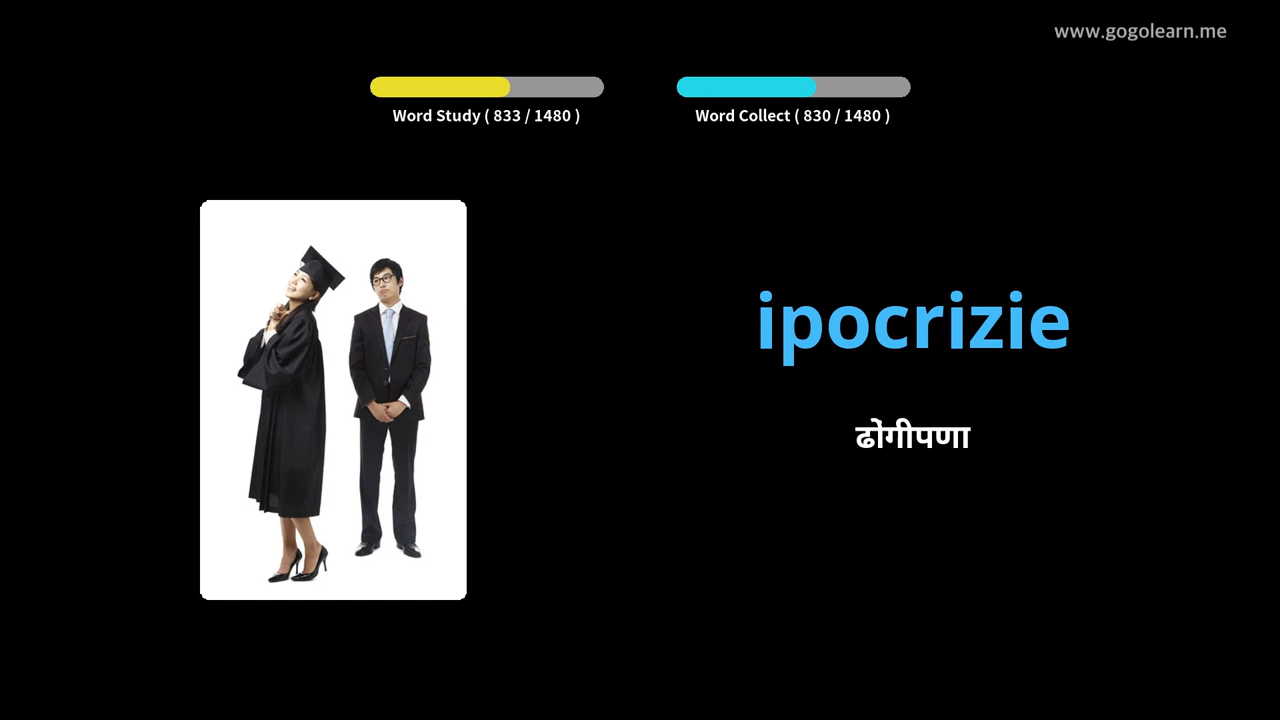 www.gogolearn.me
Word Study ( 833 / 1480 )
Word Collect ( 830 / 1480 )
ipocrizie
ढोंगीपणा